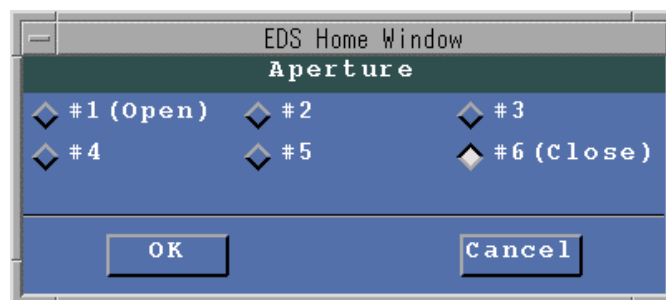 EDS Home Window
Aperture
#1(Open) #2 #3
#4 #5 #6(Close)
OK Cancel